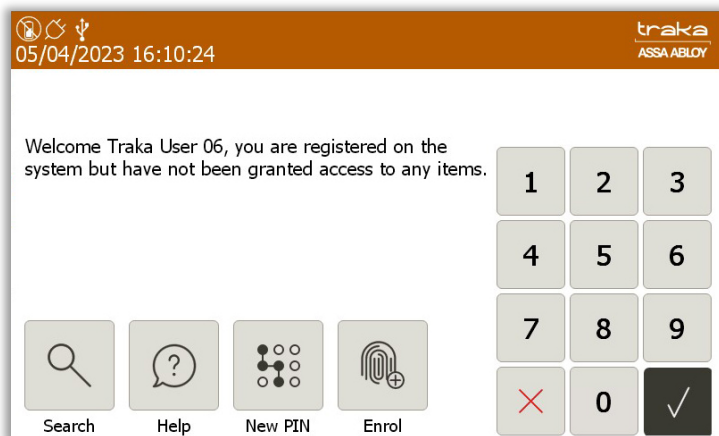 traka
05/04/2023 16:10:24
ASSA ABLOY
Welcome Traka User 06, you are registered on the
system but have not been granted access to any items.
1 2 3
4 5 6
7 8 9
0
Search Help New PIN Enrol